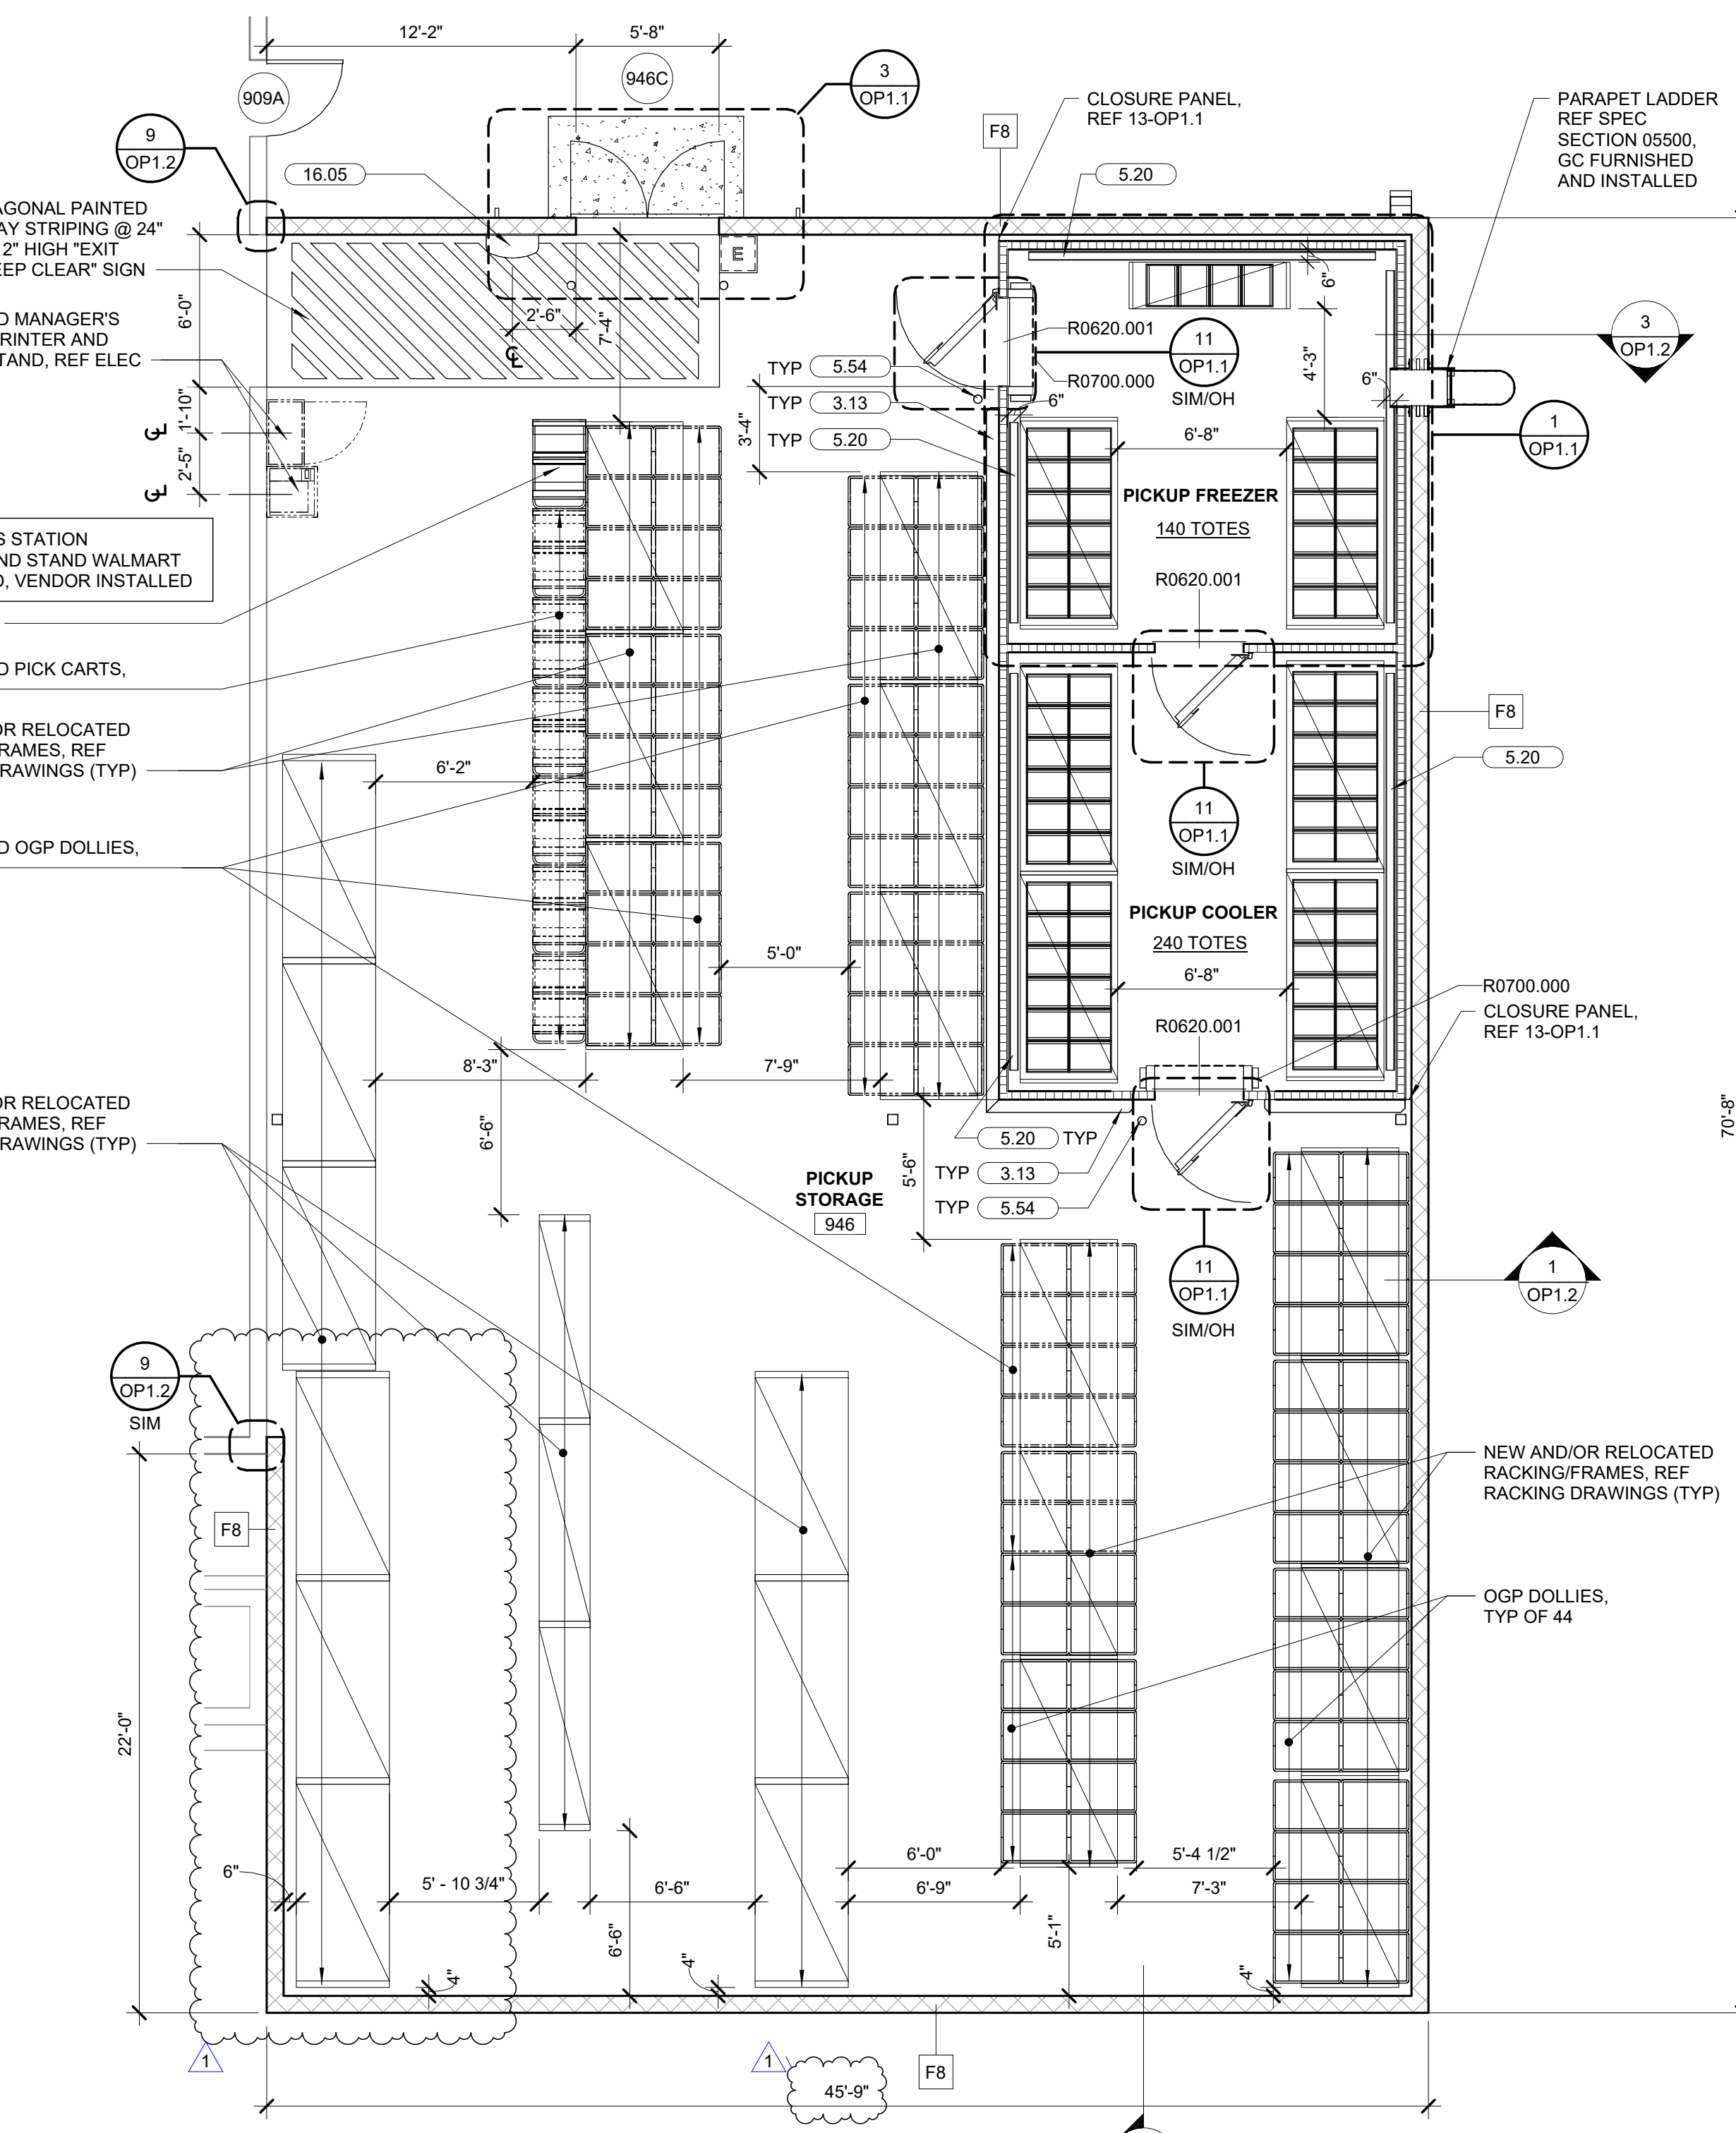 12'-2"
5'-8"
909A
946C
3
OP1.1
9
OP1.2
16.05
F8
CLOSURE PANEL,
REF 13-OP1.1
5.20
PARAPET LADDER
REF SPEC
SECTION 05500,
GC FURNISHED
AND INSTALLED
AGONAL PAINTED
AY STRIPING @ 24"
2" HIGH "EXIT
EEP CLEAR" SIGN
E
6'-0"
2'-6"
7'-4"
6"
4'-3"
D MANAGER'S
RINTER AND
TAND, REF ELEC
R0620.001
11
OP1.1
SIM/OH
R0700.000
3
OP1.2
TYP 5.54
TYP 3.13
TYP 5.20
6"
6"
1'-10"
2'-5"
3'-4"
6'-8"
1
OP1.1
PICKUP FREEZER
140 TOTES
R0620.001
S STATION
ND STAND WALMART
D, VENDOR INSTALLED
D PICK CARTS,
OR RELOCATED
FRAMES, REF
DRAWINGS (TYP)
6'-2"
F8
5.20
11
OP1.1
SIM/OH
D OGP DOLLIES,
PICKUP COOLER
240 TOTES
5'-0"
6'-8"
R0620.001
R0700.000
CLOSURE PANEL,
REF 13-OP1.1
8'-3"
7'-9"
OR RELOCATED
FRAMES, REF
DRAWINGS (TYP)
6'-6"
5'-6"
5.20 TYP
TYP 3.13
TYP 5.54
70'-8"
PICKUP
STORAGE
946
11
OP1.1
SIM/OH
1
OP1.2
9
OP1.2
SIM
22'-0"
F8
NEW AND/OR RELOCATED
RACKING/FRAMES, REF
RACKING DRAWINGS (TYP)
OGP DOLLIES,
TYP OF 44
6"
5' - 10 3/4"
6'-6"
6'-0"
6'-9"
5'-4 1/2"
7'-3"
6'-6"
5'-1"
4"
4"
4"
1
1
F8
45'-9"